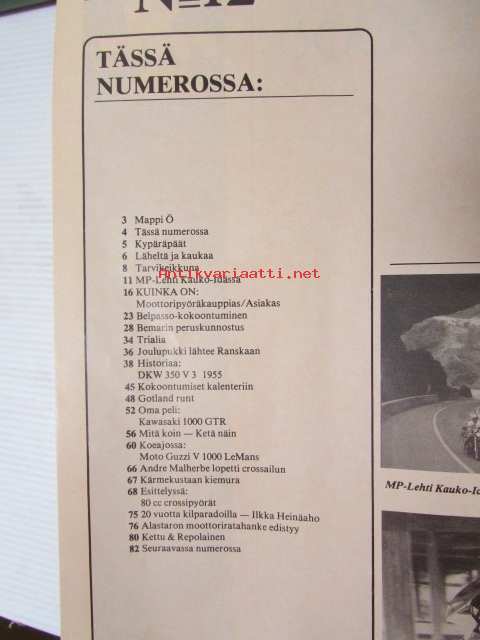 No 12
TÄSSÄ
NUMEROSSA:
3 Mappi Ö
4 Tässä numerossa
5 Kypäräpäät
6 Läheltä ja kaukaa
8 Tarvikeikkuna
11 MP-Lehti Kauko-Idässä
16 KUINKA ON:
Moottoripyöräkauppias/Asiakas
23 Belpasso-kokoontuminen
28 Bemarin peruskunnostus
34 Trialia
36 Joulupukki lähtee Ranskaan
38 Historiaa:
DKW 350 V 3 1955
45 Kokoontumiset kalenteriin
48 Gotland runt
52 Oma peli:
Kawasaki 1000 GTR
56 Mitä koin — Ketä näin
60 Koeajossa:
Moto Guzzi V 1000 LeMans
66 Andre Malherbe lopetti crossailun
67 Kärmekustaan kiemura
68 Esittelyssä:
80 cc crossipyörät
75 20 vuotta kilparadoilla — Ilkka Heinäaho
76 Alastaron moottoriratahanke edistyy
80 Kettu & Repolainen
82 Seuraavassa numerossa
Antikvariaatti.net
MP-Lehti Kauko-Id